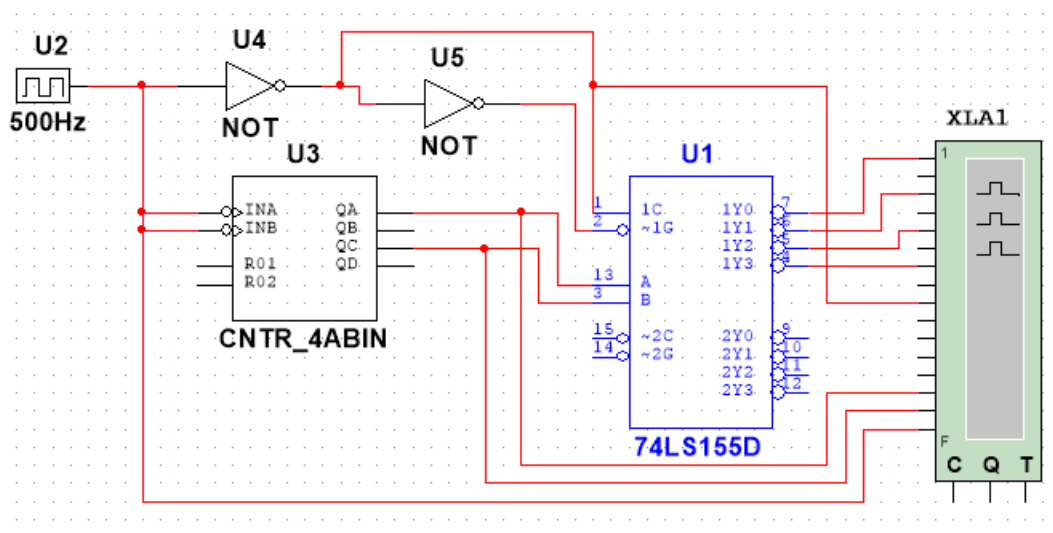 U2
500Hz
U4
NOT
U5
NOT
U3
INA QA
INB QB
QC
R01 QD
R02
CNTR_4ABIN
U1
1 1C 1Y0 7
2 ~1G 1Y1 6
1Y2 5
1Y3 4
13 A
3 B
15 ~2C 2Y0 9
14 ~2G 2Y1 10
2Y2 11
2Y3 12
74LS155D
XLA1
1
F
C Q T